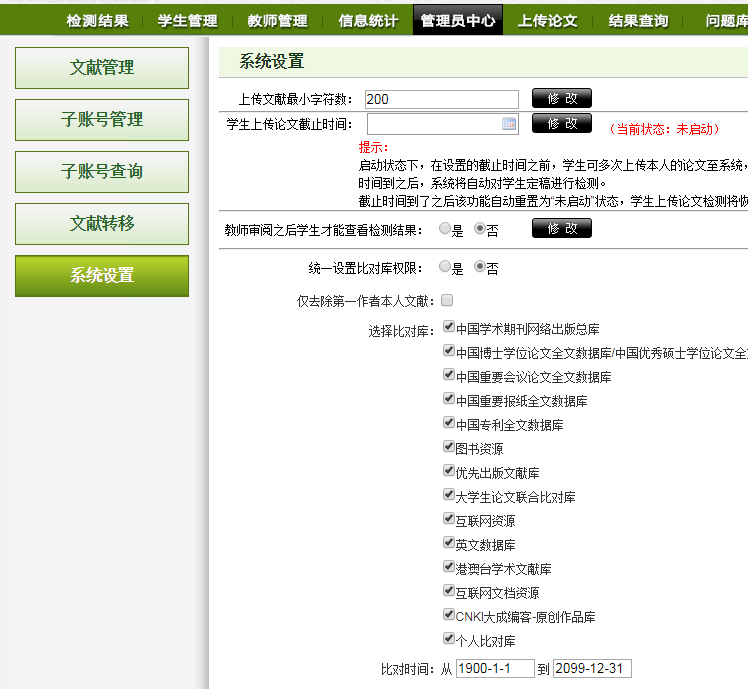 检测结果 学生管理 教师管理 信息统计 管理员中心 上传论文 结果查询 问题库
文献管理
子账号管理
子账号查询
文献转移
系统设置
系统设置
上传文献最小字符数： 200 修 改
学生上传论文截止时间： 修 改 （当前状态：未启动）
提示：
启动状态下，在设置的截止时间之前，学生可多次上传本人的论文至系统，
时间到之后，系统将自动对学生定稿进行检测。
截止时间到了之后该功能自动重置为“未启动”状态，学生上传论文检测将恢
教师审阅之后学生才能查看检测结果： 是 否 修 改
统一设置比对库权限： 是 否
仅去除第一作者本人文献：
选择比对库： 中国学术期刊网络出版总库
中国博士学位论文全文数据库/中国优秀硕士学位论文全文
中国重要会议论文全文数据库
中国重要报纸全文数据库
中国专利全文数据库
图书资源
优先出版文献库
大学生论文联合比对库
互联网资源
英文数据库
港澳台学术文献库
互联网文档资源
CNKI大成编客-原创作品库
个人比对库
比对时间：从 1900-1-1 到 2099-12-31